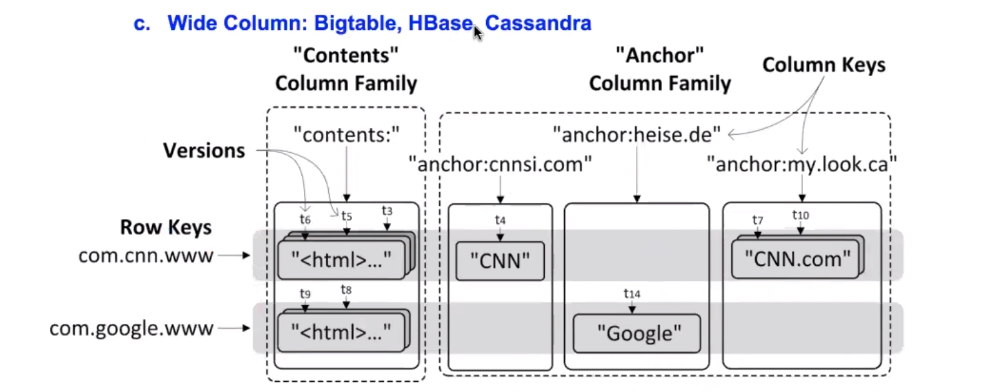 c. Wide Column: Bigtable, HBase, Cassandra
"Contents"
Column Family
"Anchor"
Column Family
Column Keys
Versions
"contents:"
"anchor:heise.de"
"anchor:cnnsi.com"
"anchor:my.look.ca"
Row Keys
t6
t5
t3
t4
t7
t10
com.cnn.www
"<html>..."
"CNN"
"CNN.com"
t9
t8
t14
com.google.www
"<html>..."
"Google"